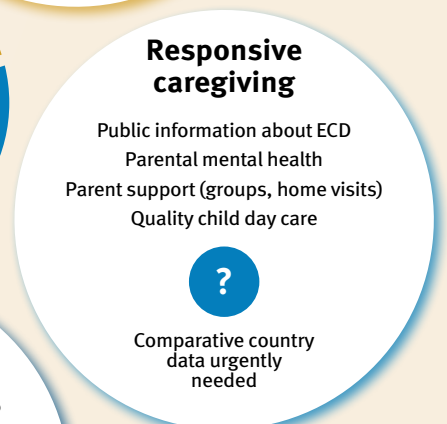 Responsive
caregiving
Public information about ECD
Parental mental health
Parent support (groups, home visits)
Quality child day care
?
Comparative country
data urgently
needed